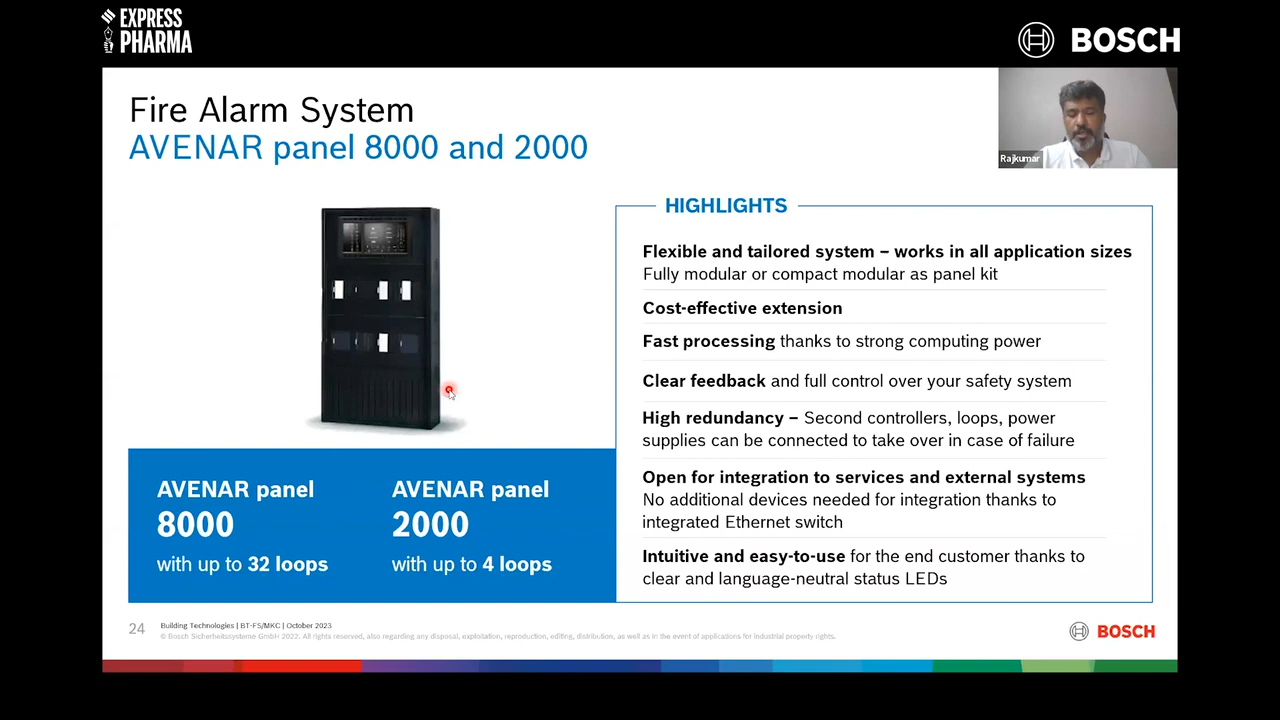 EXPRESS
PHARMA
BOSCH
Fire Alarm System
AVENAR panel 8000 and 2000
Rajkumar
HIGHLIGHTS
Flexible and tailored system – works in all application sizes
Fully modular or compact modular as panel kit
Cost-effective extension
Fast processing thanks to strong computing power
Clear feedback and full control over your safety system
High redundancy – Second controllers, loops, power
supplies can be connected to take over in case of failure
Open for integration to services and external systems
No additional devices needed for integration thanks to
integrated Ethernet switch
Intuitive and easy-to-use for the end customer thanks to
clear and language-neutral status LEDs
AVENAR panel
8000
with up to 32 loops
AVENAR panel
2000
with up to 4 loops
24
Building Technologies | BT-FS/MKC | October 2023
© Bosch Sicherheitssysteme GmbH 2022. All rights reserved, also regarding any disposal, exploitation, reproduction, editing, distribution, as well as in the event of applications for industrial property rights.
BOSCH